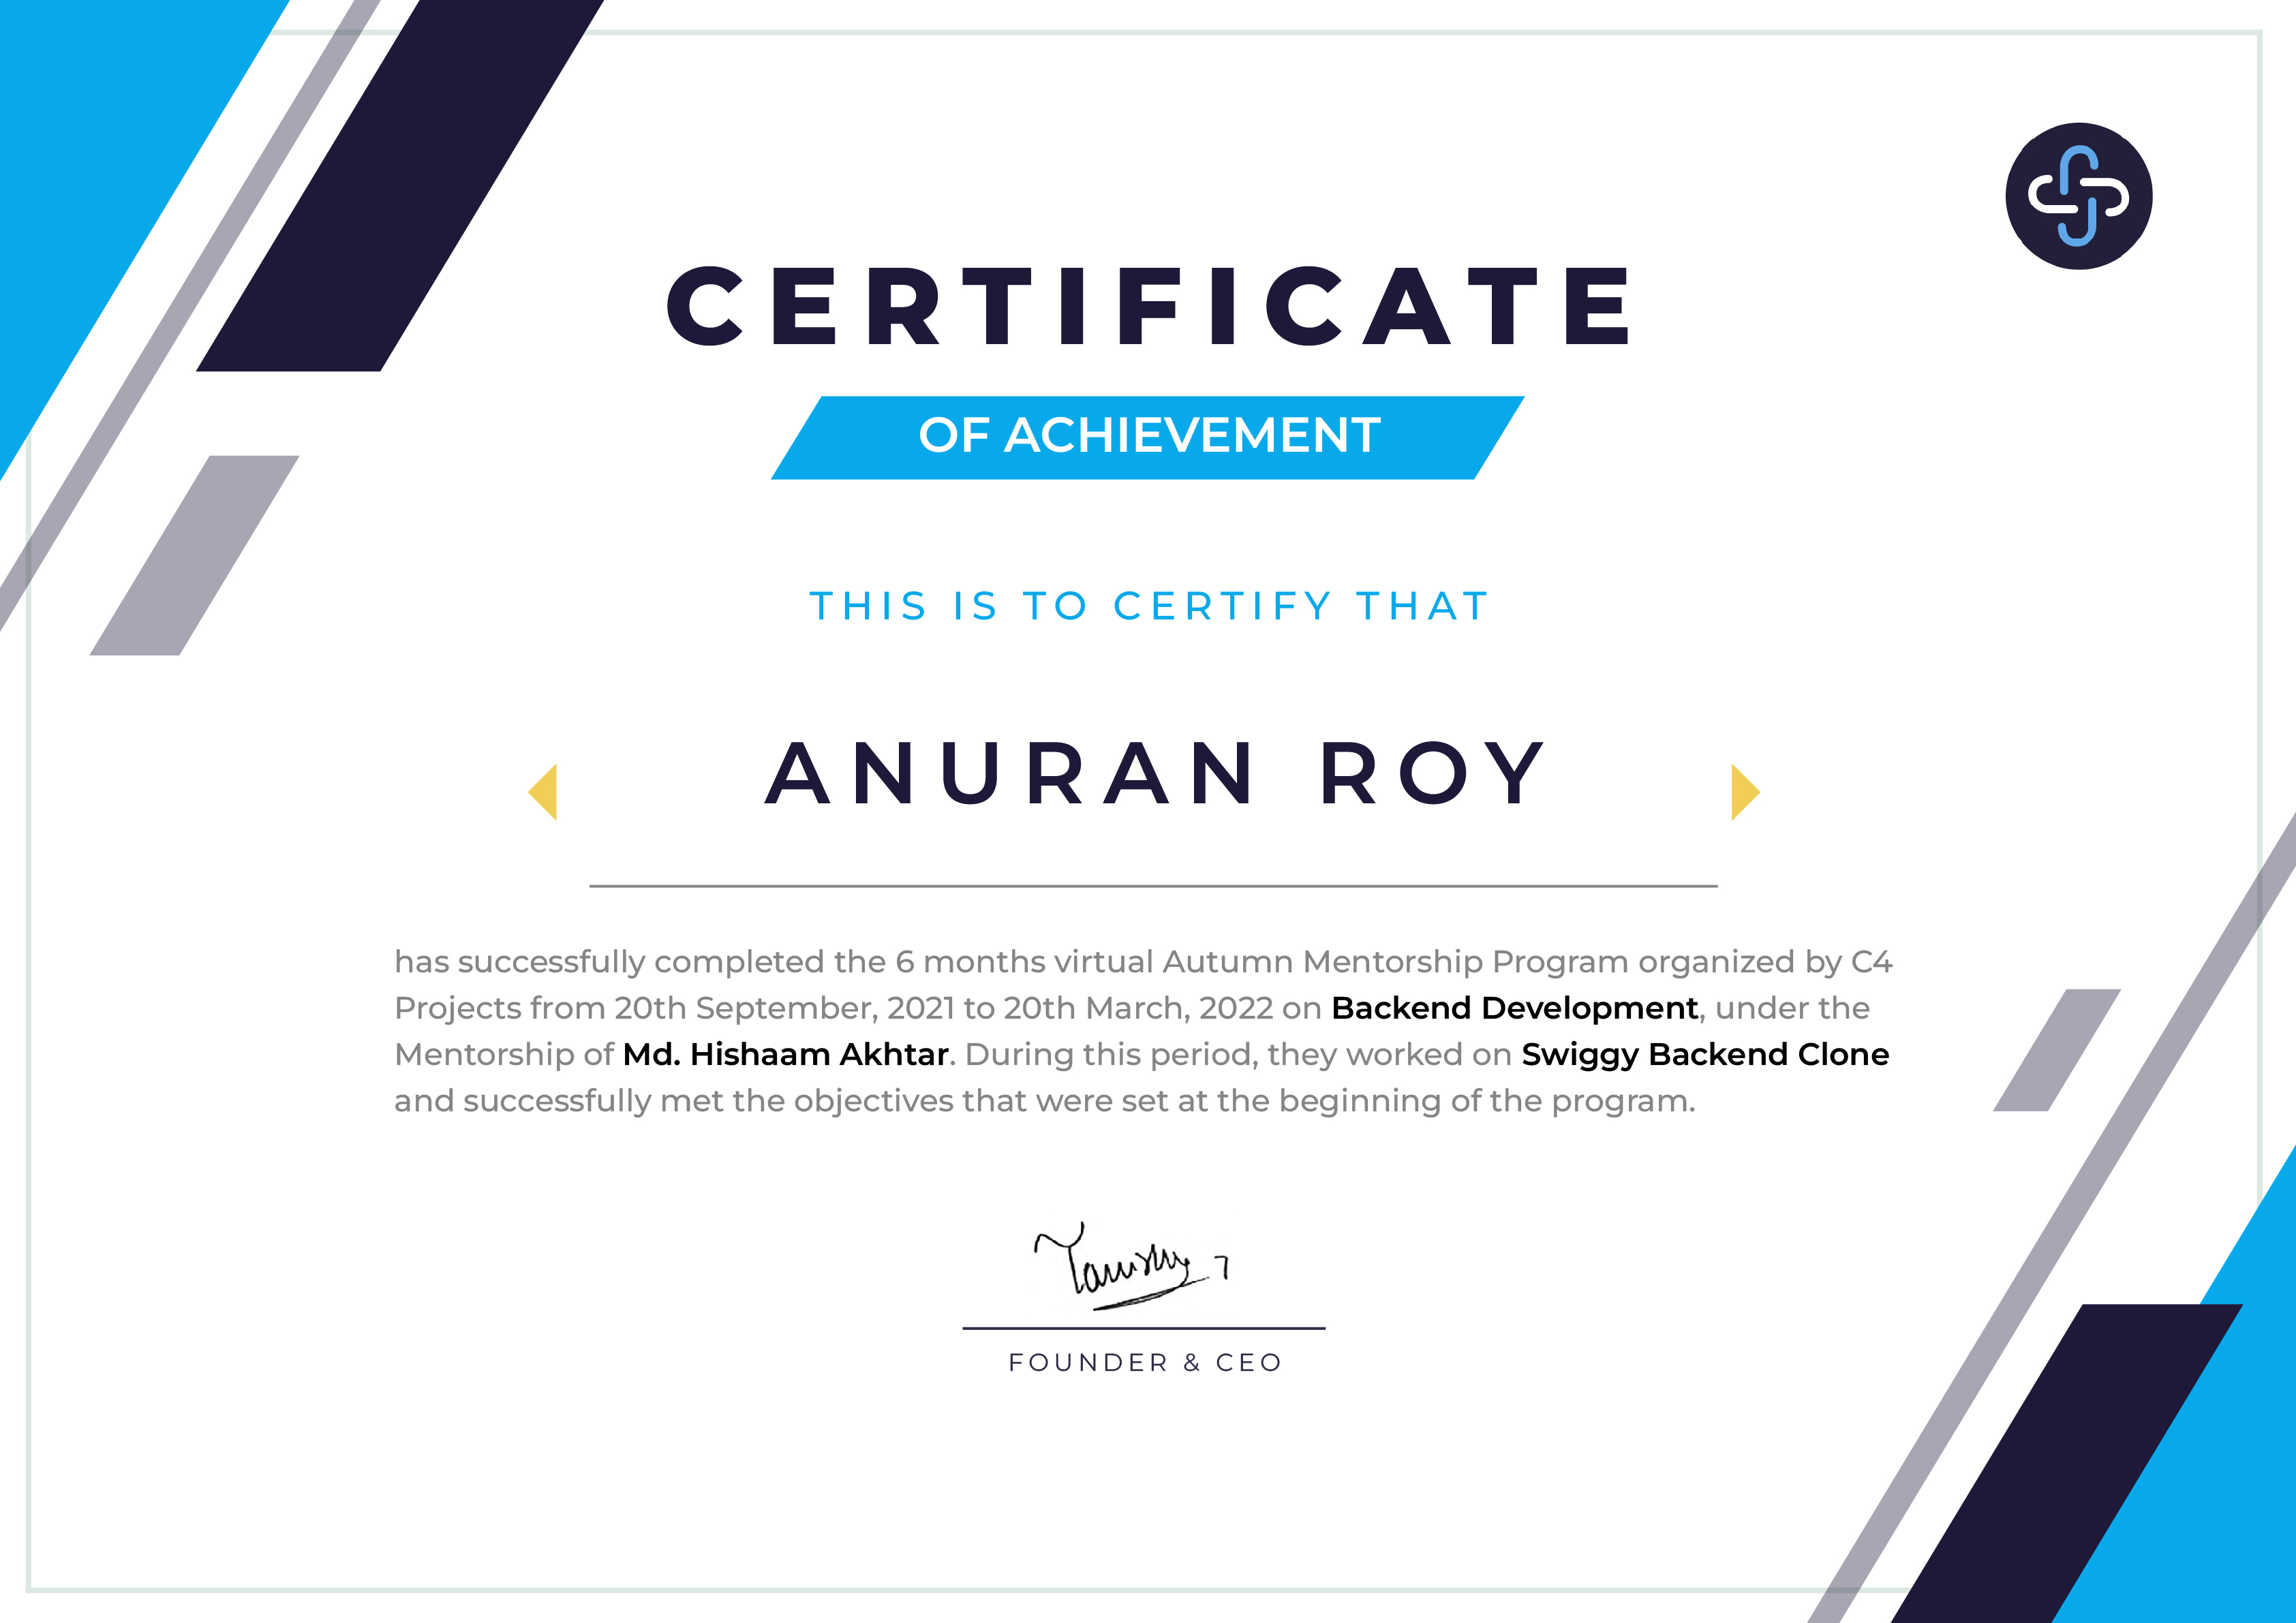 CERTIFICATE
OF ACHIEVEMENT
THIS IS TO CERTIFY THAT
ANURAN ROY
has successfully completed the 6 months virtual Autumn Mentorship Program organized by C4
Projects from 20th September, 2021 to 20th March, 2022 on Backend Development, under the
Mentorship of Md. Hishaam Akhtar. During this period, they worked on Swiggy Backend Clone
and successfully met the objectives that were set at the beginning of the program.
FOUNDER & CEO